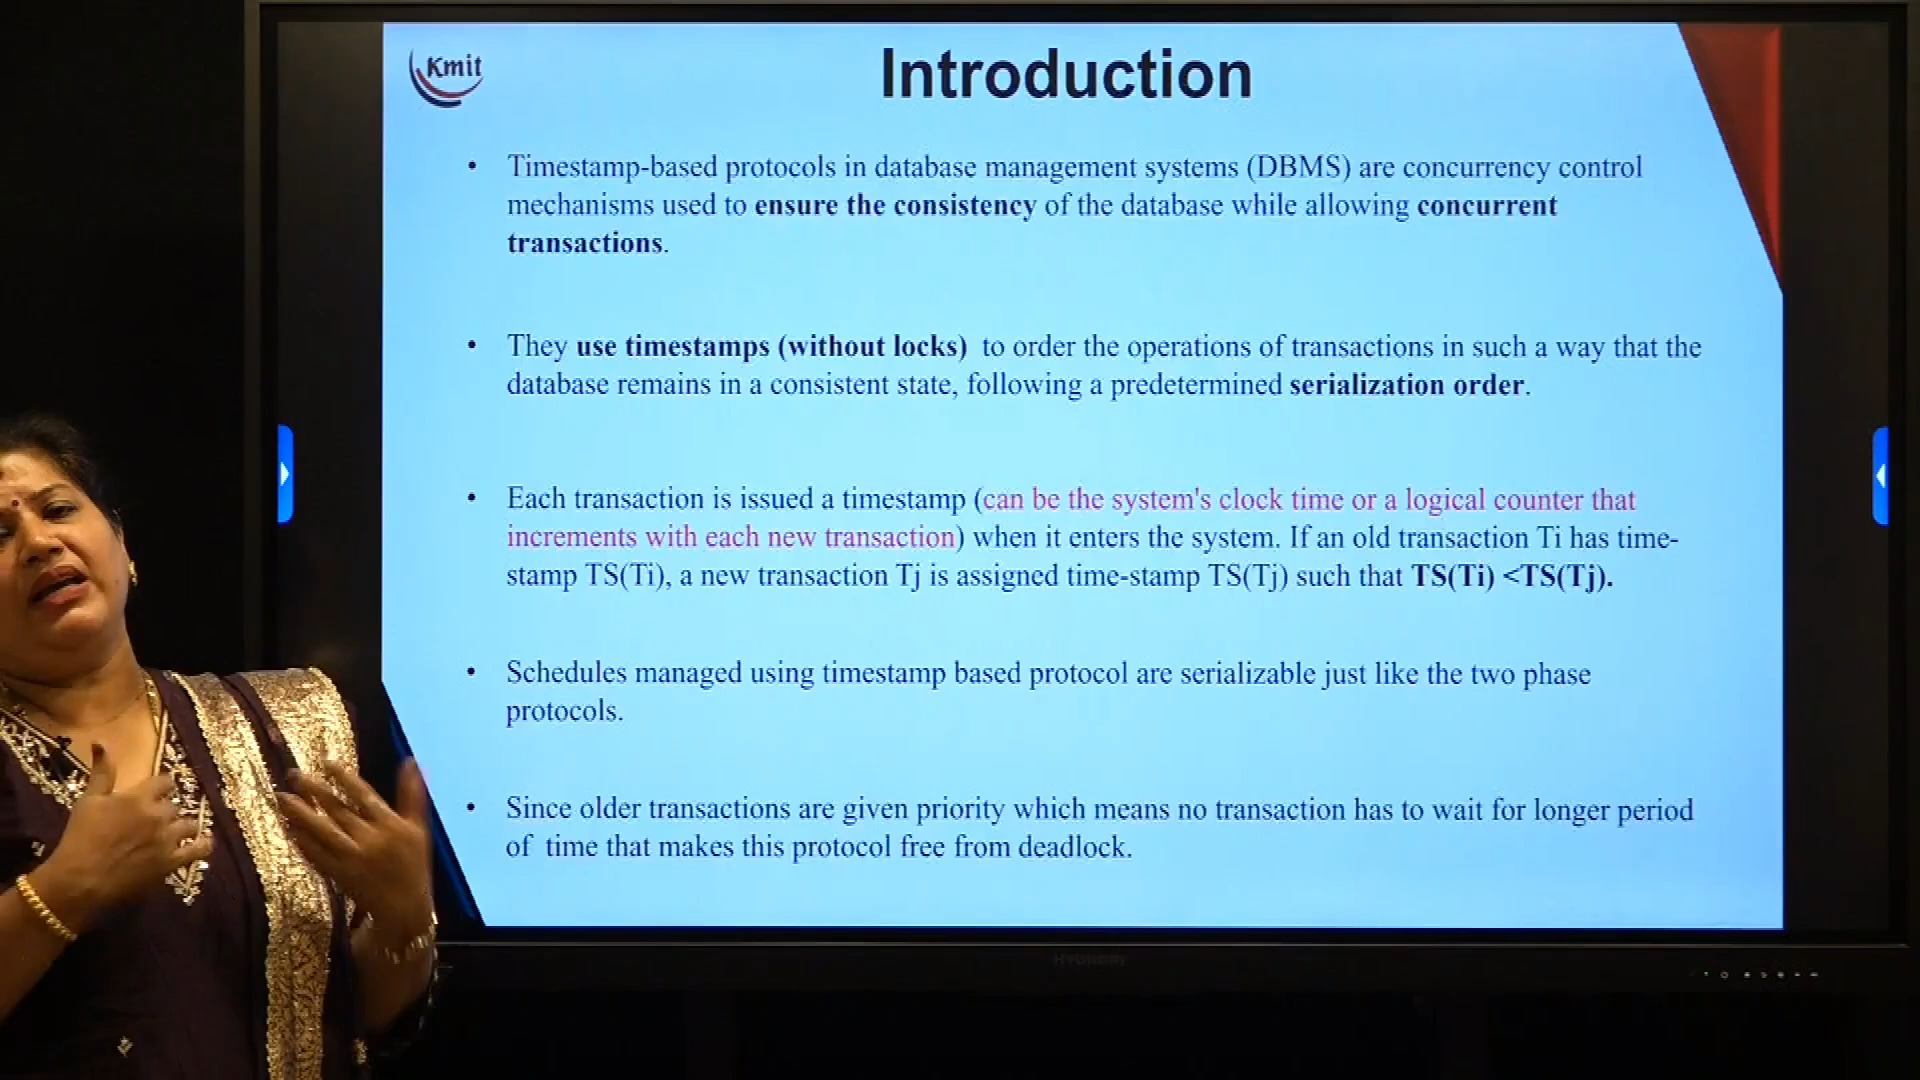 Kmit
Introduction
• Timestamp-based protocols in database management systems (DBMS) are concurrency control
mechanisms used to ensure the consistency of the database while allowing concurrent
transactions.
• They use timestamps (without locks) to order the operations of transactions in such a way that the
database remains in a consistent state, following a predetermined serialization order.
• Each transaction is issued a timestamp (can be the system's clock time or a logical counter that
increments with each new transaction) when it enters the system. If an old transaction Ti has time-
stamp TS(Ti), a new transaction Tj is assigned time-stamp TS(Tj) such that TS(Ti) <TS(Tj).
• Schedules managed using timestamp based protocol are serializable just like the two phase
protocols.
• Since older transactions are given priority which means no transaction has to wait for longer period
of time that makes this protocol free from deadlock.
HYUNDAI